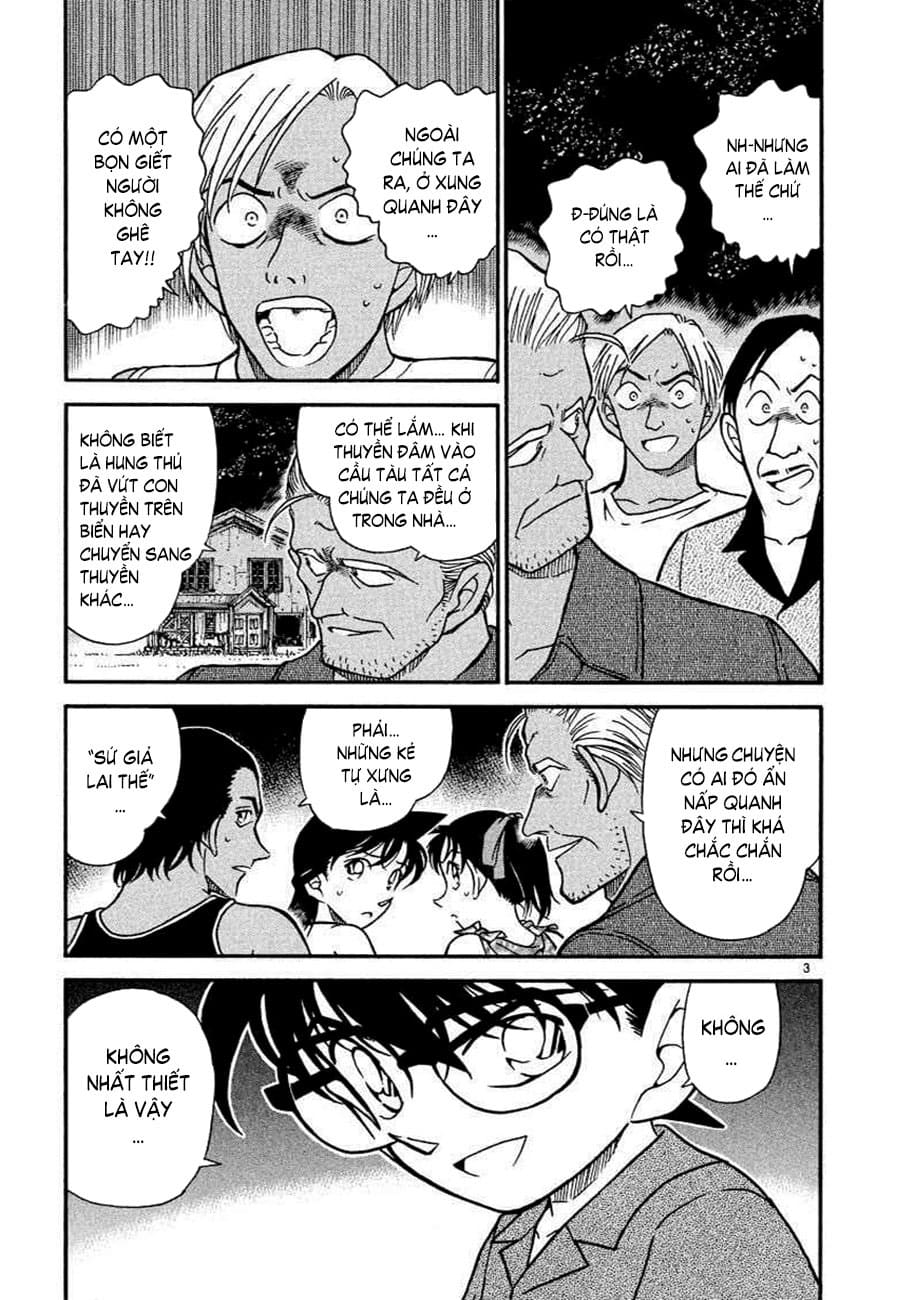 NH-NHƯNG
AI ĐÃ LÀM
THẾ CHỨ
...
Đ-ĐÚNG LÀ
CÓ THẬT
RỒI...
NGOÀI
CHÚNG TA
RA, Ở XUNG
QUANH ĐÂY
...
CÓ MỘT
BỌN GIẾT
NGƯỜI
KHÔNG
GHÊ
TAY!!
CÓ THỂ LẮM... KHI
THUYỀN ĐÂM VÀO
CẦU TÀU TẤT CẢ
CHÚNG TA ĐỀU Ở
TRONG NHÀ...
KHÔNG BIẾT
LÀ HUNG THỦ
ĐÃ VỨT CON
THUYỀN TRÊN
BIỂN HAY
CHUYỂN SANG
THUYỀN
KHÁC...
NHƯNG CHUYỆN
CÓ AI ĐÓ ẨN
NẤP QUANH
ĐÂY THÌ KHÁ
CHẮC CHẮN
RỒI...
PHẢI...
NHỮNG KẺ
TỰ XƯNG
LÀ...
“SỨ GIẢ
LAI THẾ”
...
3
KHÔNG
...
KHÔNG
NHẤT THIẾT
LÀ VẬY
...